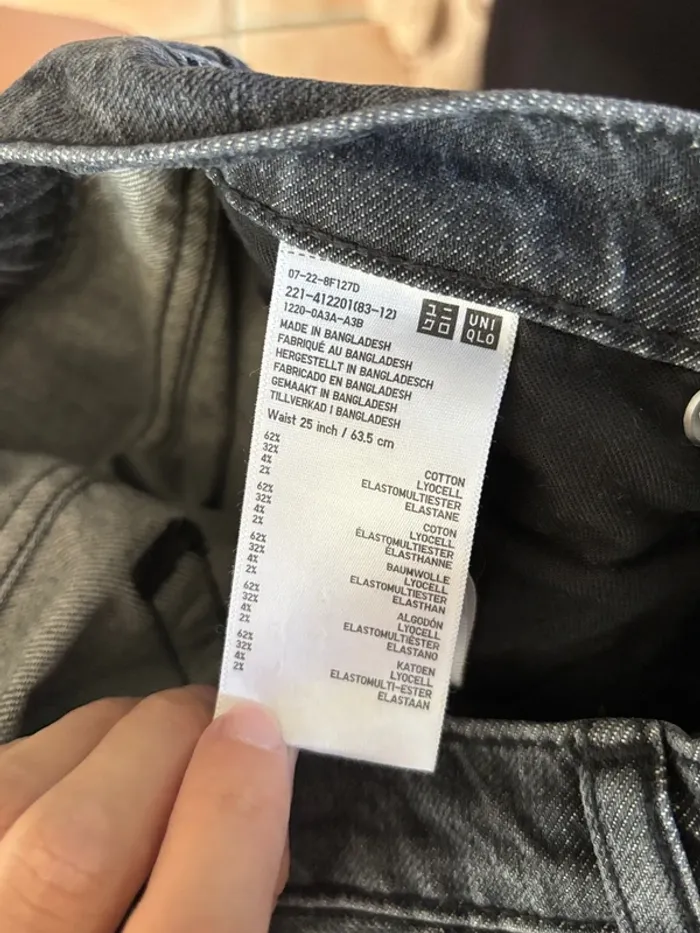 07-22-8F127D
221-412201(83-12)
1220-0A3A-A3B
ユニ
クロ
UNI
QLO
MADE IN BANGLADESH
FABRIQUÉ AU BANGLADESH
HERGESTELLT IN BANGLADESCH
FABRICADO EN BANGLADESH
GEMAAKT IN BANGLADESH
TILLVERKAD I BANGLADESH
Waist 25 inch / 63.5 cm
62% COTTON
32% LYOCELL
4% ELASTOMULTIESTER
2% ELASTANE
62% COTON
32% LYOCELL
4% ÉLASTOMULTIESTER
2% ÉLASTHANNE
62% BAUMWOLLE
32% LYOCELL
4% ELASTOMULTIESTER
2% ELASTHAN
62% ALGODÓN
32% LYOCELL
4% ELASTOMULTIÉSTER
2% ELASTANO
62% KATOEN
32% LYOCELL
4% ELASTOMULTI-ESTER
2% ELASTAAN